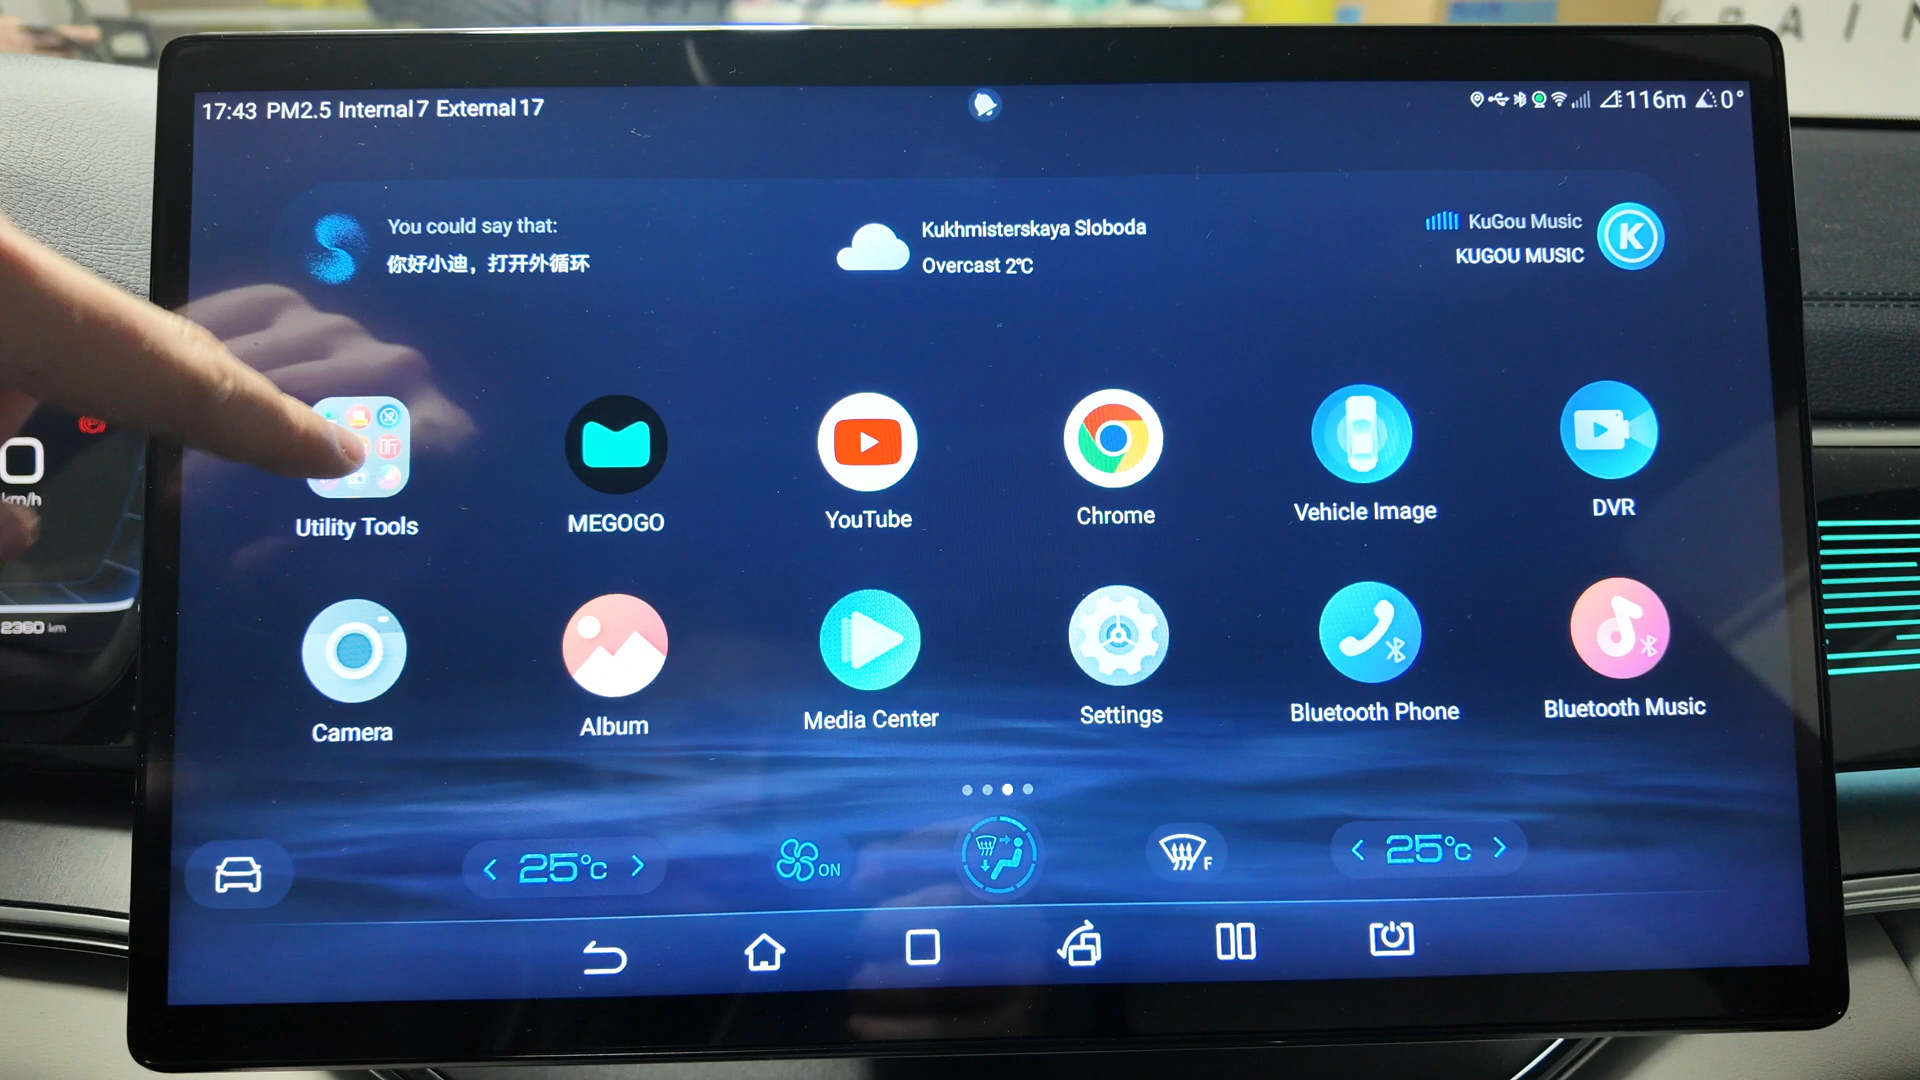 KRAIN
17:43 PM2.5 Internal 7 External 17
116m 0°
You could say that:
你好小迪，打开外循环
Kukhmisterskaya Sloboda
Overcast 2℃
KuGou Music
KUGOU MUSIC
K
km/h
Utility Tools
MEGOGO
YouTube
Chrome
Vehicle Image
DVR
2360 km
Camera
Album
Media Center
Settings
Bluetooth Phone
Bluetooth Music
25°c
ON
F
25°c